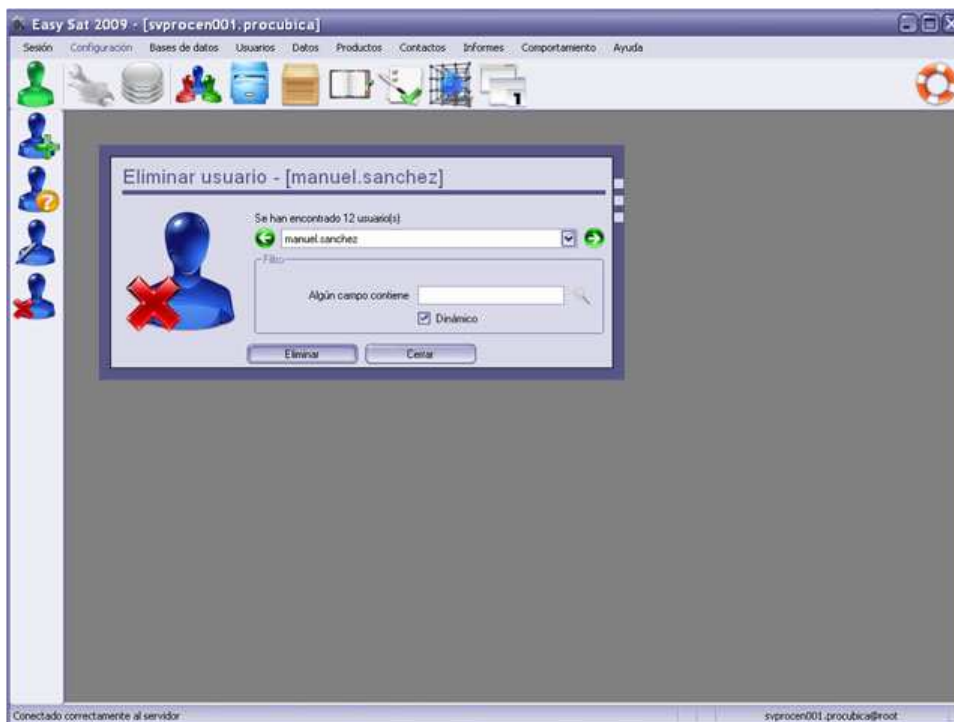 Easy Sat 2009 - [svprocen001.procubica]
Sesión Configuración Bases de datos Usuarios Datos Productos Contactos Informes Comportamiento Ayuda
1
Eliminar usuario - [manuel.sanchez]
Se han encontrado 12 usuario(s)
manuel.sanchez
Filtro
Algún campo contiene
Dinámico
Eliminar Cerrar
Conectado correctamente al servidor svprocen001.procubica@root